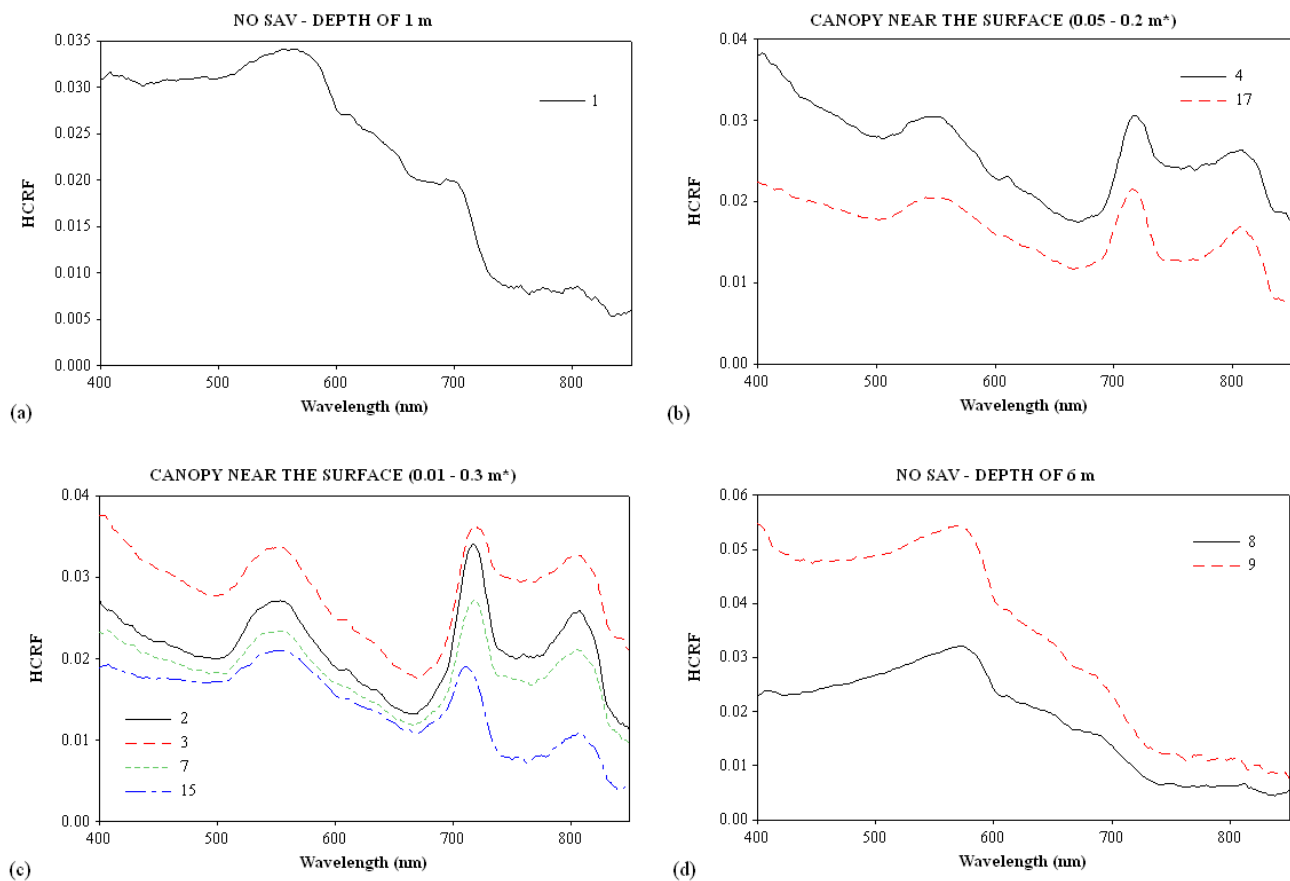 NO SAV - DEPTH OF 1 m
0.035
0.030
0.025
0.020
0.015
0.010
0.005
0.000
HCRF
1
400 500 600 700 800
Wavelength (nm)
(a)
CANOPY NEAR THE SURFACE (0.05 - 0.2 m*)
0.04
0.03
0.02
0.01
0.00
HCRF
4
17
400 500 600 700 800
Wavelength (nm)
(b)
CANOPY NEAR THE SURFACE (0.01 - 0.3 m*)
0.04
0.03
0.02
0.01
0.00
HCRF
2
3
7
15
400 500 600 700 800
Wavelength (nm)
(c)
NO SAV - DEPTH OF 6 m
0.06
0.05
0.04
0.03
0.02
0.01
0.00
HCRF
8
9
400 500 600 700 800
Wavelength (nm)
(d)